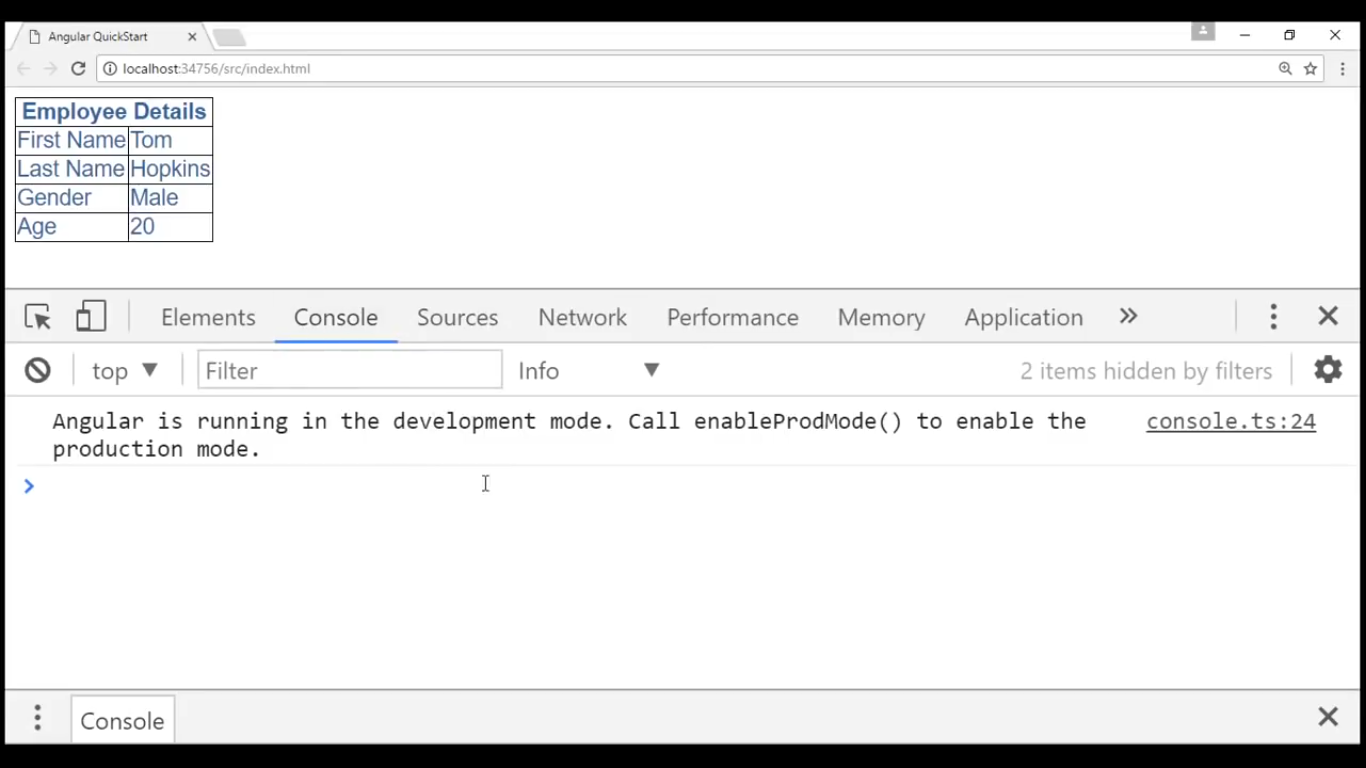 Angular QuickStart
localhost:34756/src/index.html
Employee Details
First Name Tom
Last Name Hopkins
Gender Male
Age 20
Elements Console Sources Network Performance Memory Application »
top Filter Info 2 items hidden by filters
Angular is running in the development mode. Call enableProdMode() to enable the console.ts:24
production mode.
Console